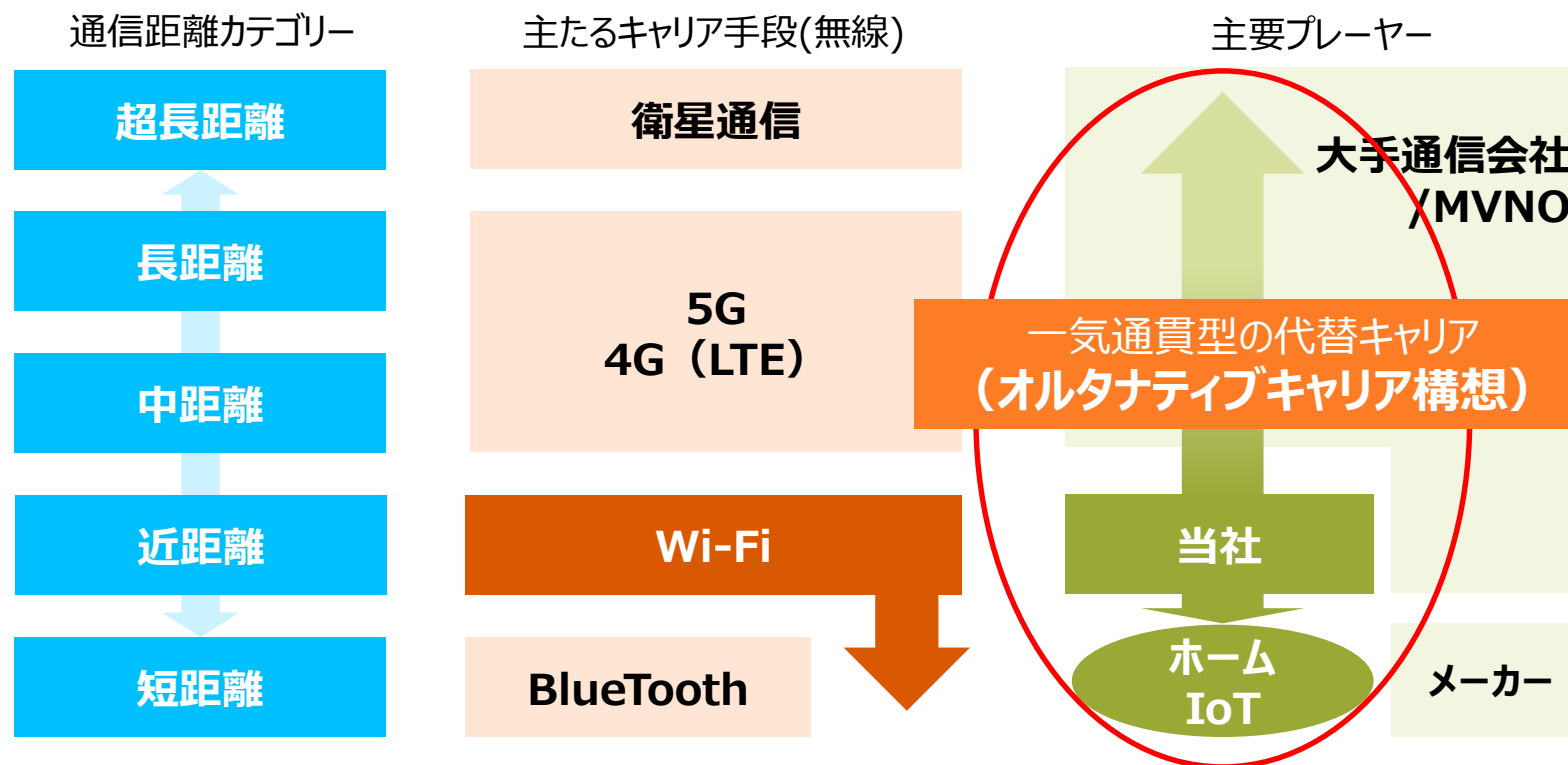 通信距離カテゴリー
主たるキャリア手段(無線)
主要プレーヤー
超長距離
衛星通信
大手通信会社
/MVNO
長距離
5G
4G（LTE）
一気通貫型の代替キャリア
（オルタナティブキャリア構想）
中距離
近距離
Wi-Fi
当社
短距離
BlueTooth
ホーム
IoT
メーカー